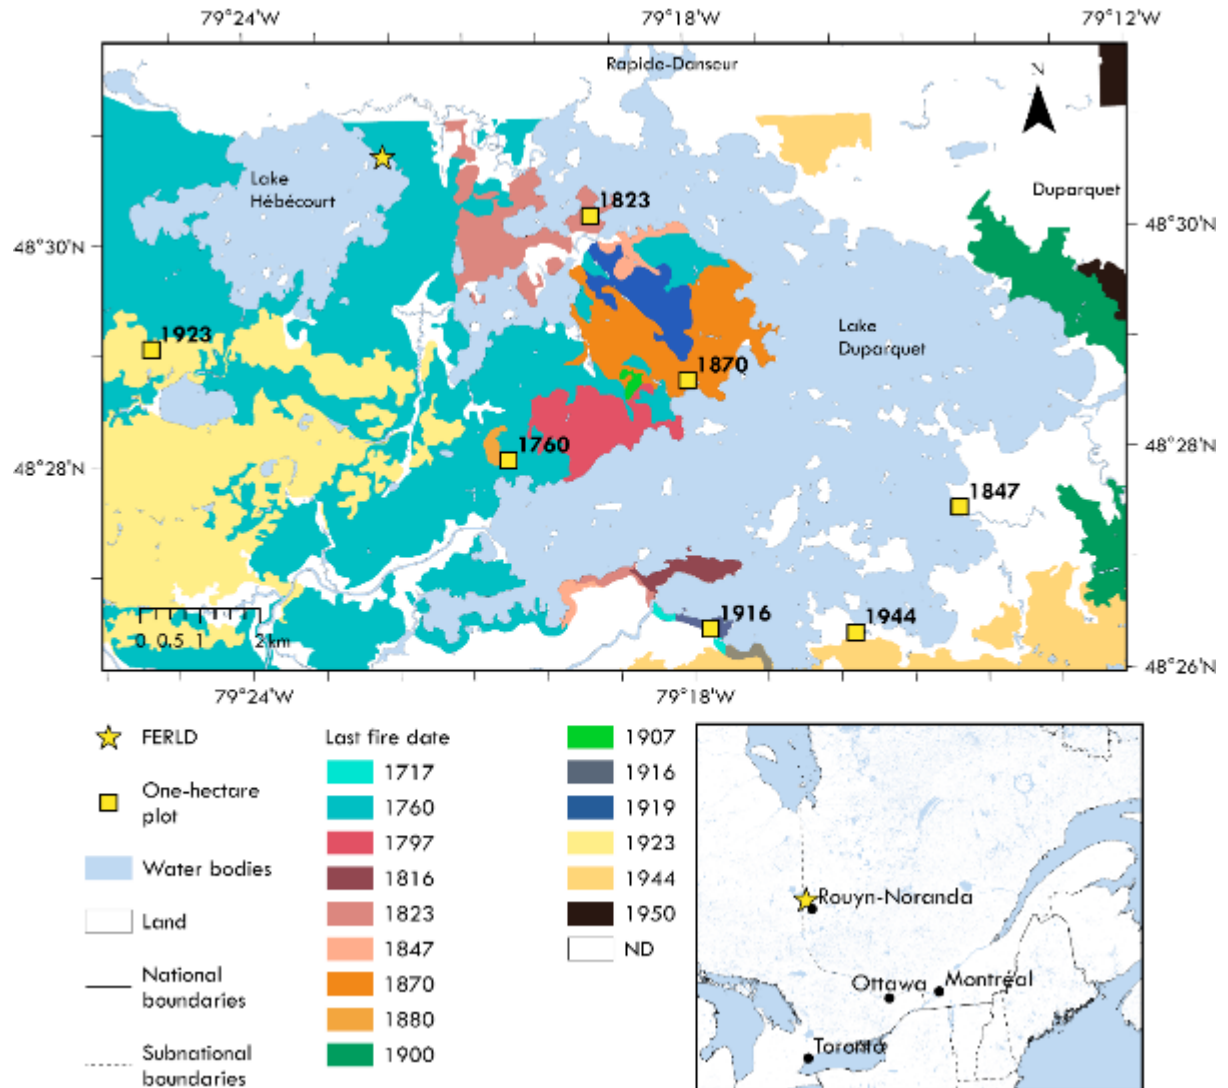 79°24'W
79°18'W
79°12'W
Rapide-Danseur
N
Lake
Hébécourt
Duparquet
1823
48°30'N
48°30'N
1923
Lake
Duparquet
1870
1760
48°28'N
48°28'N
1847
1916
1944
0 0.5 1 2 km
48°26'N
79°24'W
79°18'W
FERLD
One-hectare
plot
Water bodies
Land
National
boundaries
Subnational
boundaries
Last fire date
1717
1760
1797
1816
1823
1847
1870
1880
1900
1907
1916
1919
1923
1944
1950
ND
Rouyn-Noranda
Ottawa
Montréal
Toronto